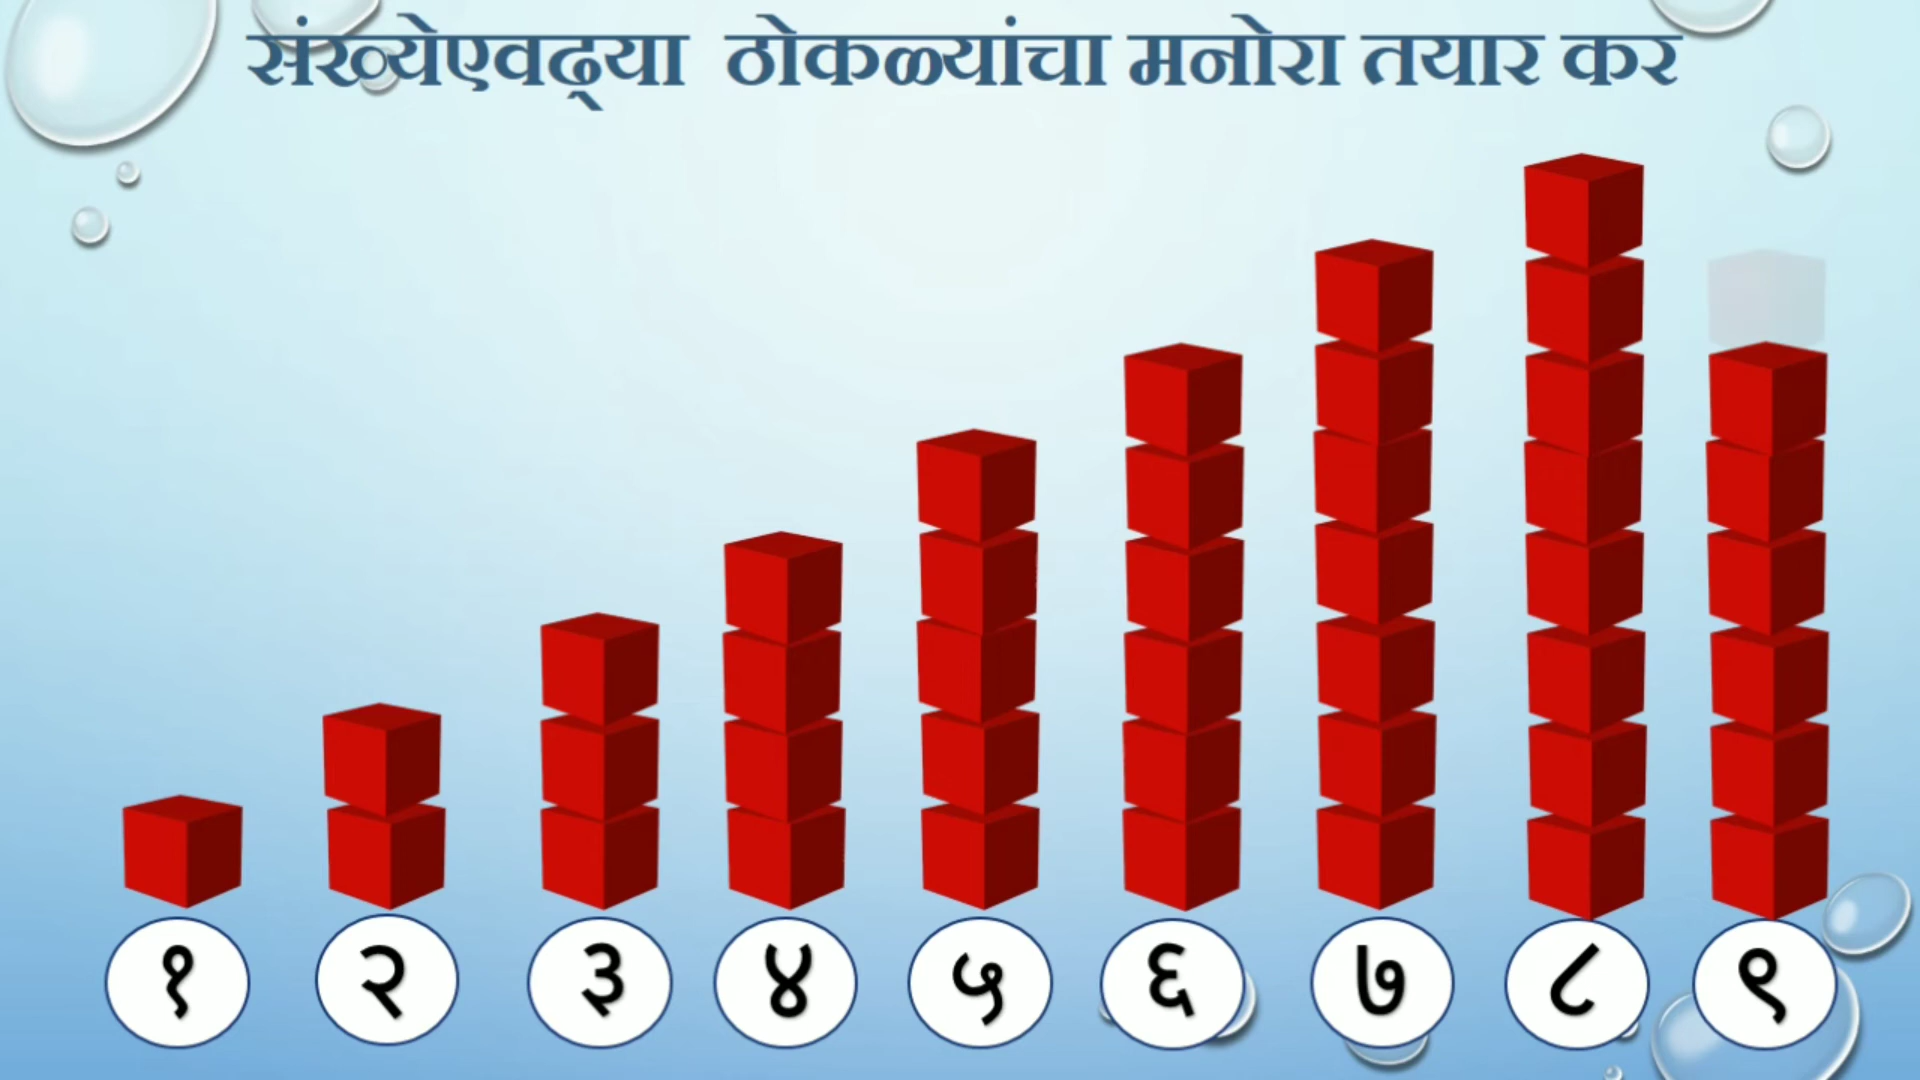 संख्येएवढ्या ठोकळ्यांचा मनोरा तयार कर
१ २ ३ ४ ५ ६ ७ ८ ९